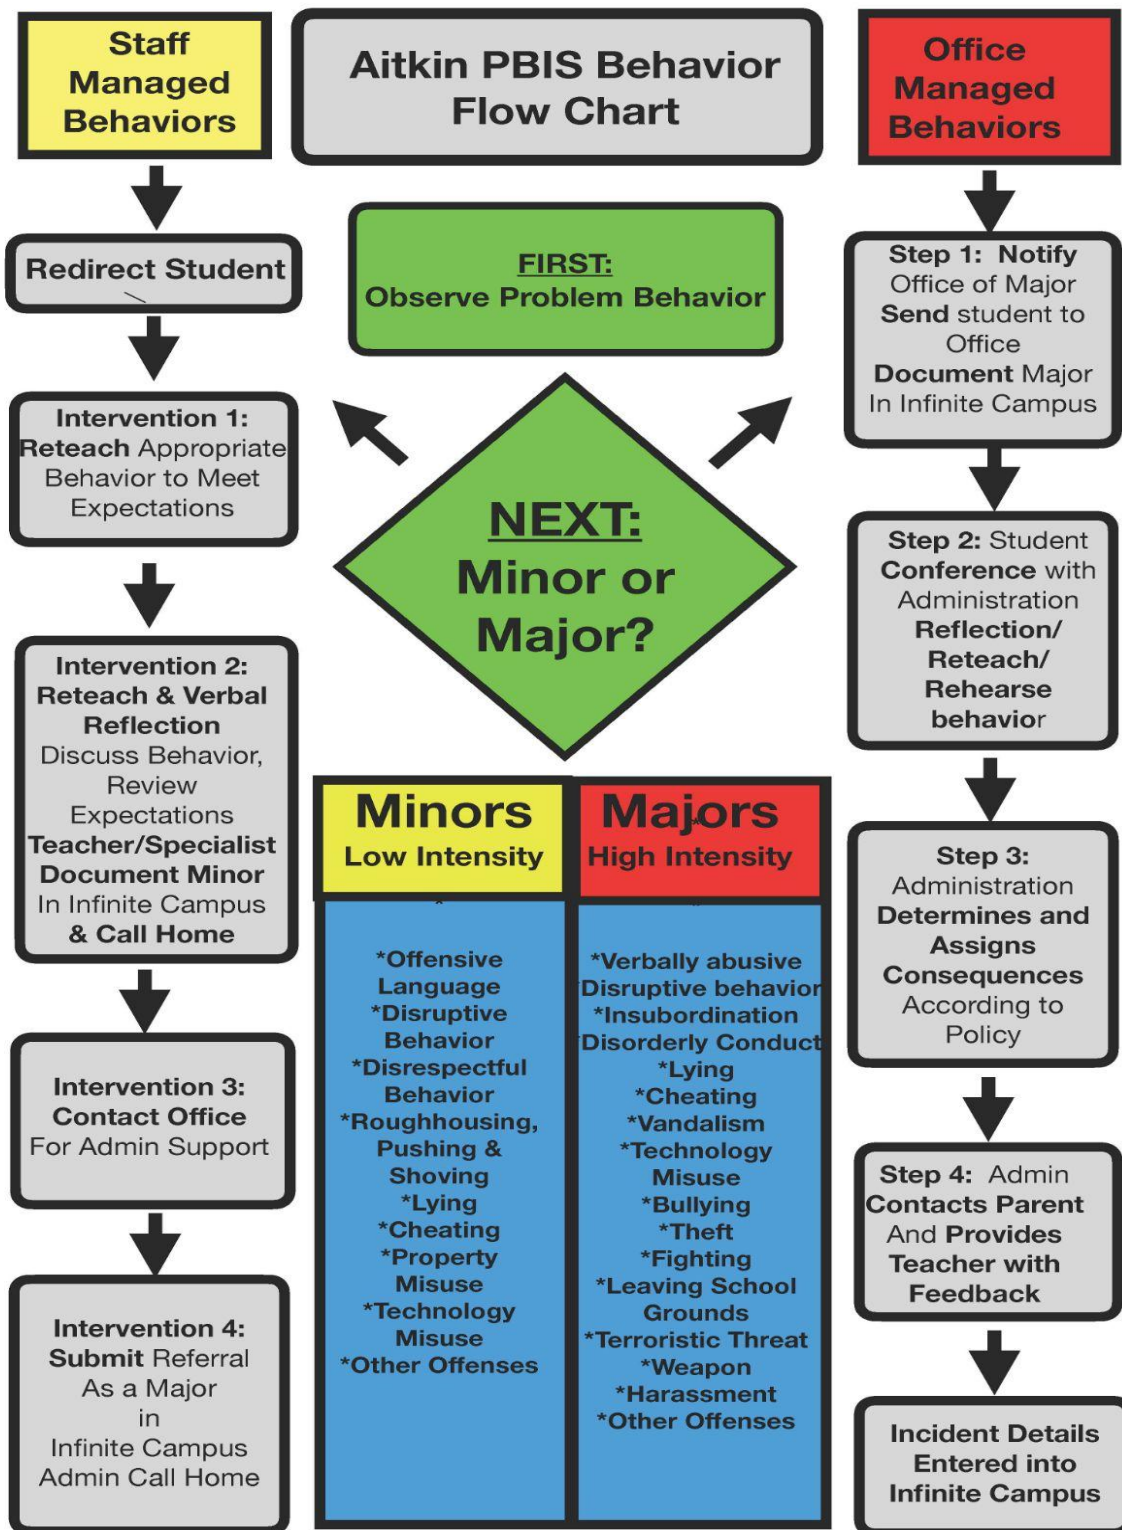 Staff
Managed
Behaviors
Aitkin PBIS Behavior
Flow Chart
Office
Managed
Behaviors
Redirect Student
Intervention 1:
Reteach Appropriate
Behavior to Meet
Expectations
Intervention 2:
Reteach & Verbal
Reflection
Discuss Behavior,
Review
Expectations
Teacher/Specialist
Document Minor
In Infinite Campus
& Call Home
Intervention 3:
Contact Office
For Admin Support
Intervention 4:
Submit Referral
As a Major
in
Infinite Campus
Admin Call Home
FIRST:
Observe Problem Behavior
NEXT:
Minor or
Major?
Minors
Low Intensity
*
*Offensive
Language
*Disruptive
Behavior
*Disrespectful
Behavior
*Roughhousing,
Pushing &
Shoving
*Lying
*Cheating
*Property
Misuse
*Technology
Misuse
*Other Offenses
Majors
*
High Intensity
*
*Verbally abusive
*Disruptive behavior
*Insubordination
*Disorderly Conduct
*Lying
*Cheating
*Vandalism
*Technology
Misuse
*Bullying
*Theft
*Fighting
*Leaving School
Grounds
*Terroristic Threat
*Weapon
*Harassment
*Other Offenses
Step 1: Notify
Office of Major
Send student to
Office
Document Major
In Infinite Campus
Step 2: Student
Conference with
Administration
Reflection/
Reteach/
Rehearse
behavior
Step 3:
Administration
Determines and
Assigns
Consequences
According to
Policy
Step 4: Admin
Contacts Parent
And Provides
Teacher with
Feedback
Incident Details
Entered into
Infinite Campus